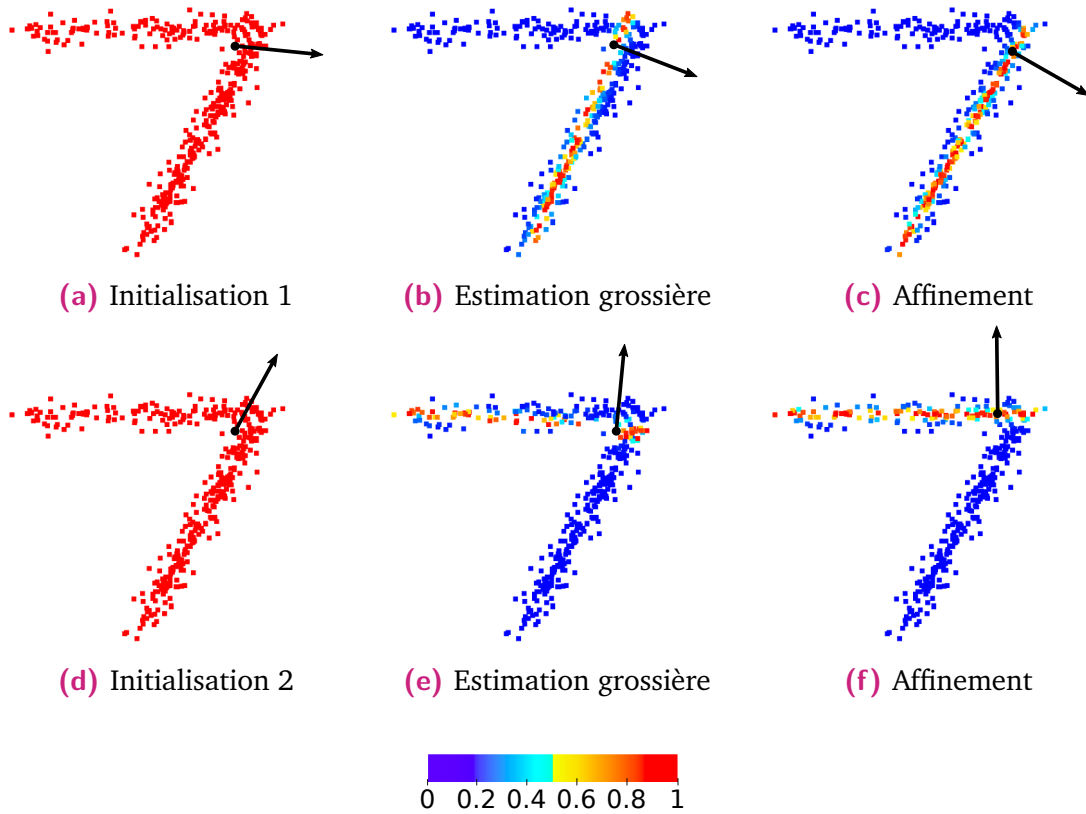 (a) Initialisation 1
(b) Estimation grossière
(c) Affinement
(d) Initialisation 2
(e) Estimation grossière
(f) Affinement
0 0.2 0.4 0.6 0.8 1